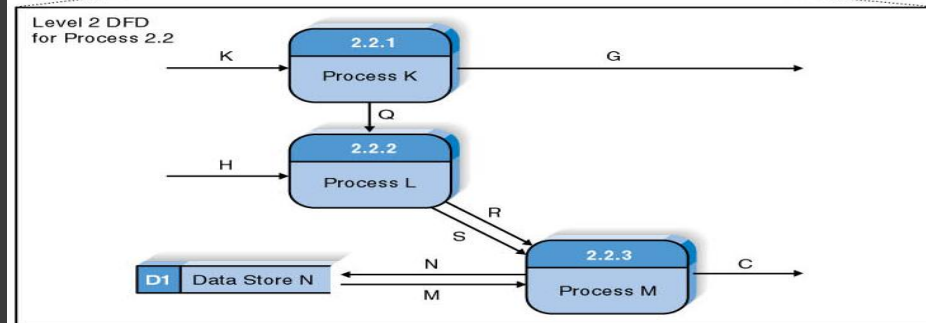 Level 2 DFD
for Process 2.2
2.2.1
K
G
Process K
Q
2.2.2
H
Process L
R
S
2.2.3
N
C
D1 Data Store N
M
Process M